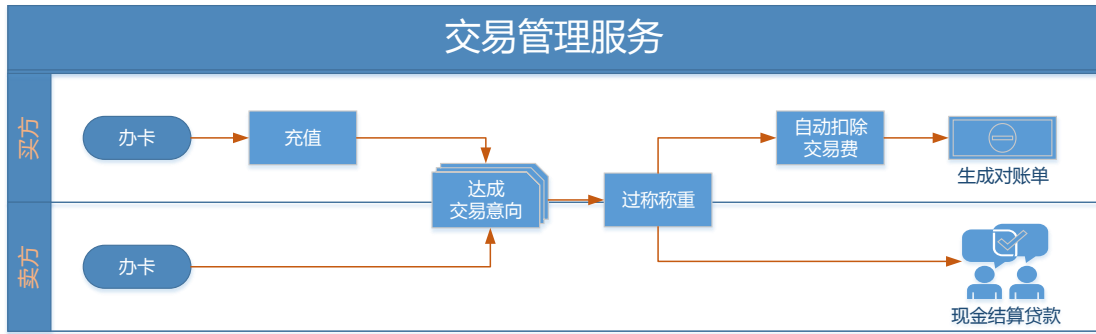 交易管理服务
买方
办卡
充值
自动扣除
交易费
生成对账单
达成
交易意向
过称称重
卖方
办卡
现金结算贷款